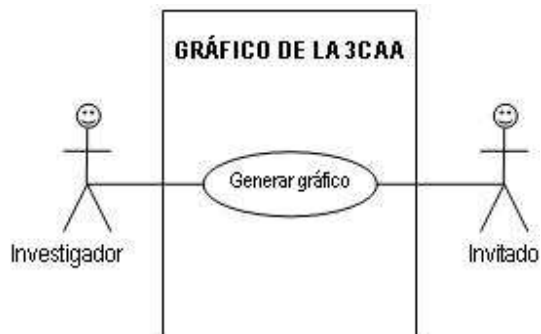 GRÁFICO DE LA 3CAA
Generar gráfico
Investigador
Invitado